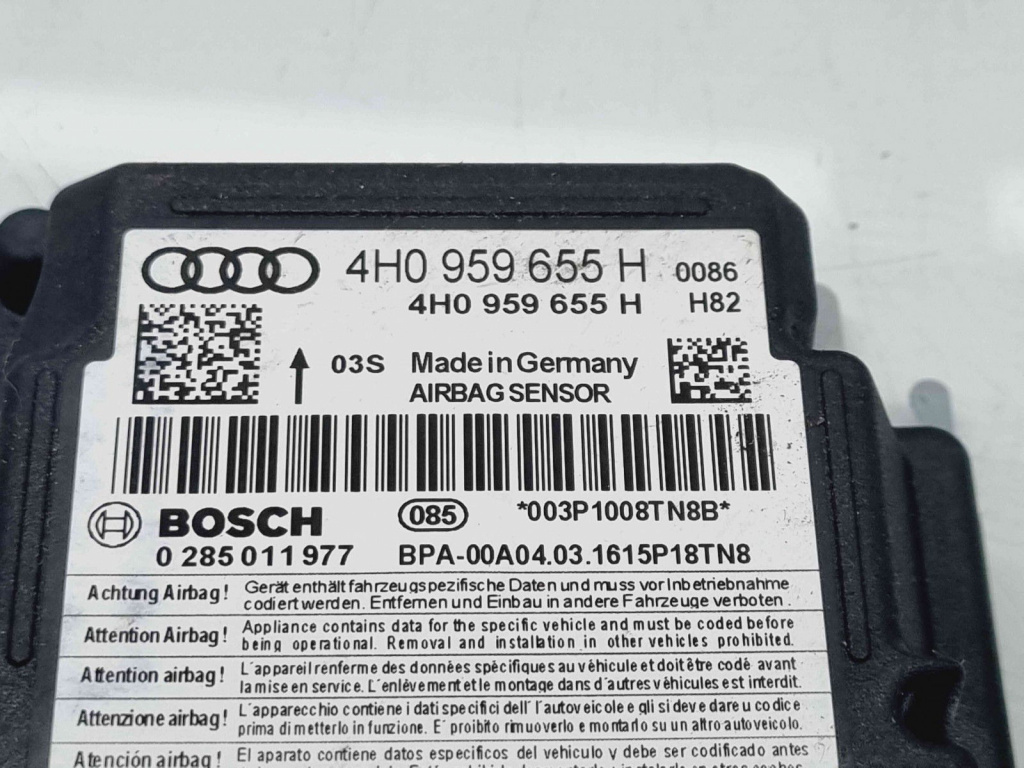 4H0 959 655 H 0086
4H0 959 655 H H82
03S Made in Germany
AIRBAG SENSOR
BOSCH 085 *003P1008TN8B*
0 285 011 977 BPA-00A04.03.1615P18TN8
Achtung Airbag! Gerät enthält fahrzeugspezifische Daten und muss vor Inbetriebnahme
codiert werden. Entfernen und Einbau in andere Fahrzeuge verboten.
Attention Airbag! Appliance contains data for the specific vehicle and must be coded before
being operational. Removal and installation in other vehicles prohibited.
Attention airbag! L'appareil renferme des données spécifiques au véhicule et doit être codé avant
la mise en service. L'enlèvement et le montage dans d'autres véhicules est interdit.
Attenzione airbag! L'apparecchio contiene i dati specifici dell'autoveicolo e gli si deve dare u codice
prima di metterlo in funzione. E' proibito rimuoverlo e montarlo su un altro autoveicolo.
Atención airbag! El aparato contiene datos especificos del vehiculo y debe ser codificado antes